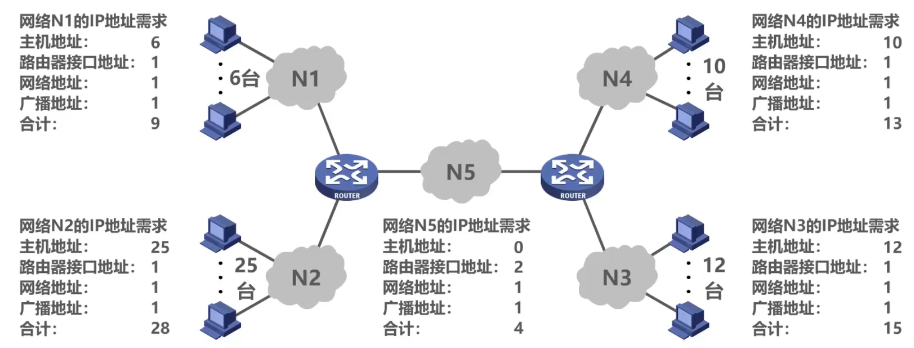 网络N1的IP地址需求
主机地址： 6
路由器接口地址： 1
网络地址： 1
广播地址： 1
合计： 9
6台
N1
网络N4的IP地址需求
主机地址： 10
路由器接口地址： 1
网络地址： 1
广播地址： 1
合计： 13
10
台
N4
ROUTER
N5
ROUTER
网络N2的IP地址需求
主机地址： 25
路由器接口地址： 1
网络地址： 1
广播地址： 1
合计： 28
25
台
N2
网络N5的IP地址需求
主机地址： 0
路由器接口地址： 2
网络地址： 1
广播地址： 1
合计： 4
N3
12
台
网络N3的IP地址需求
主机地址： 12
路由器接口地址： 1
网络地址： 1
广播地址： 1
合计： 15